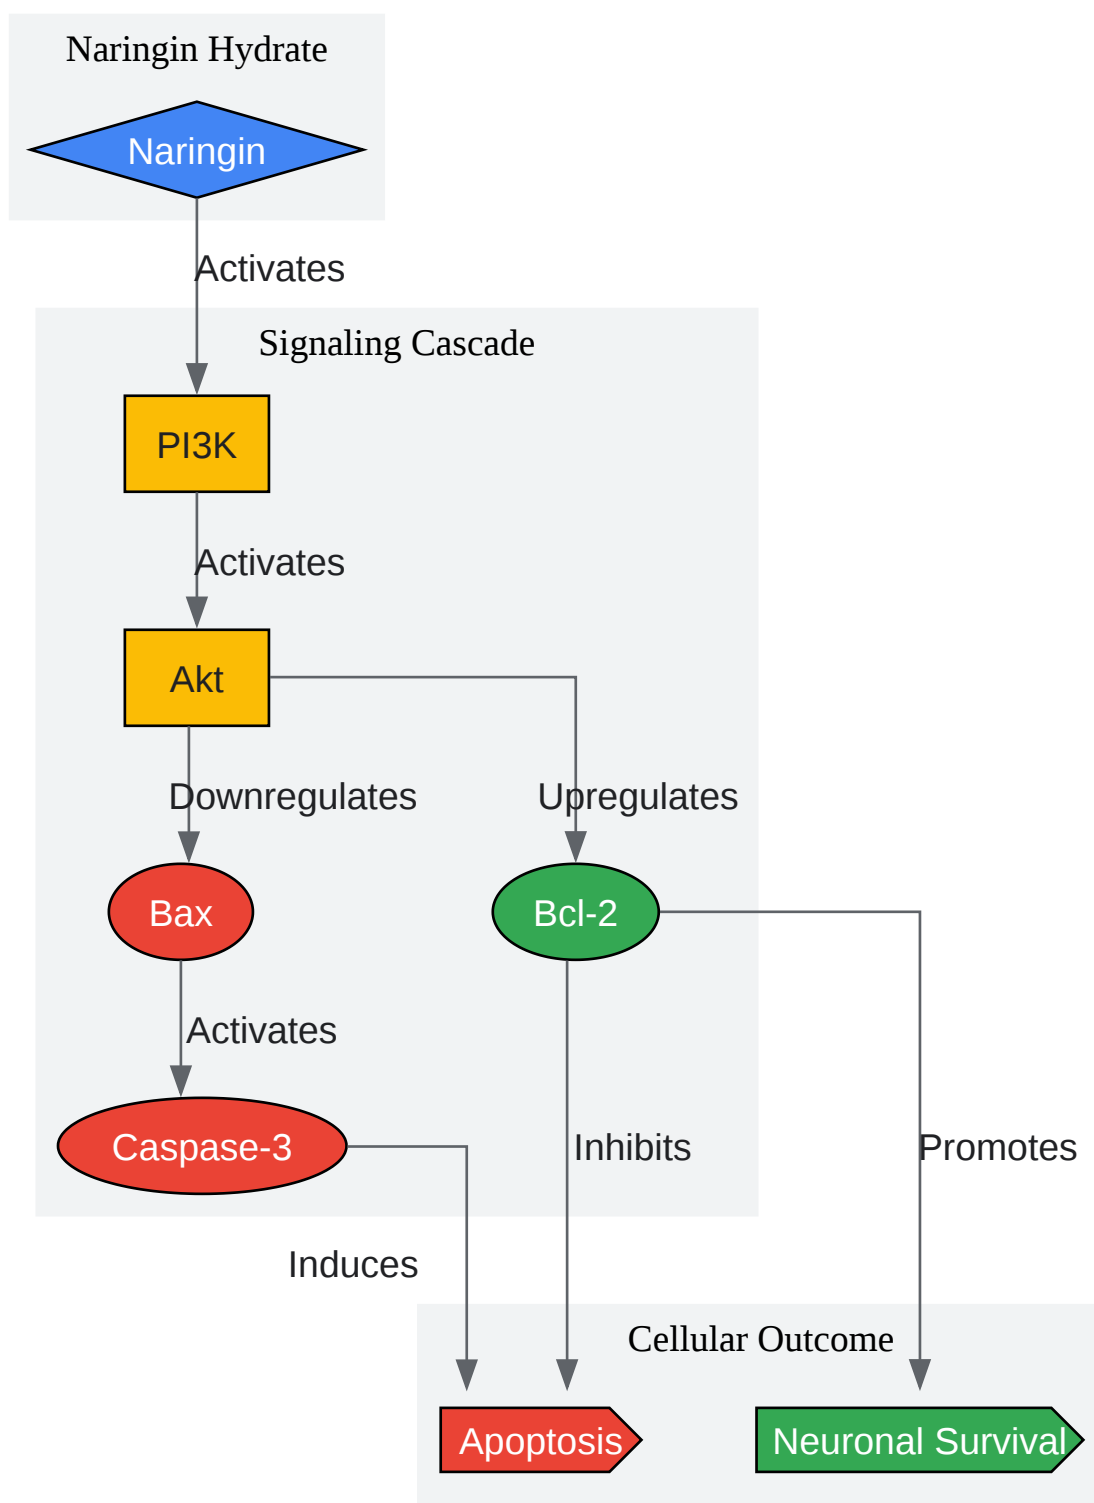 Naringin Hydrate
Naringin
Activates
Signaling Cascade
PI3K
Activates
Akt
Downregulates
Upregulates
Bax
Bcl-2
Activates
Caspase-3
Inhibits
Promotes
Induces
Cellular Outcome
Apoptosis
Neuronal Survival